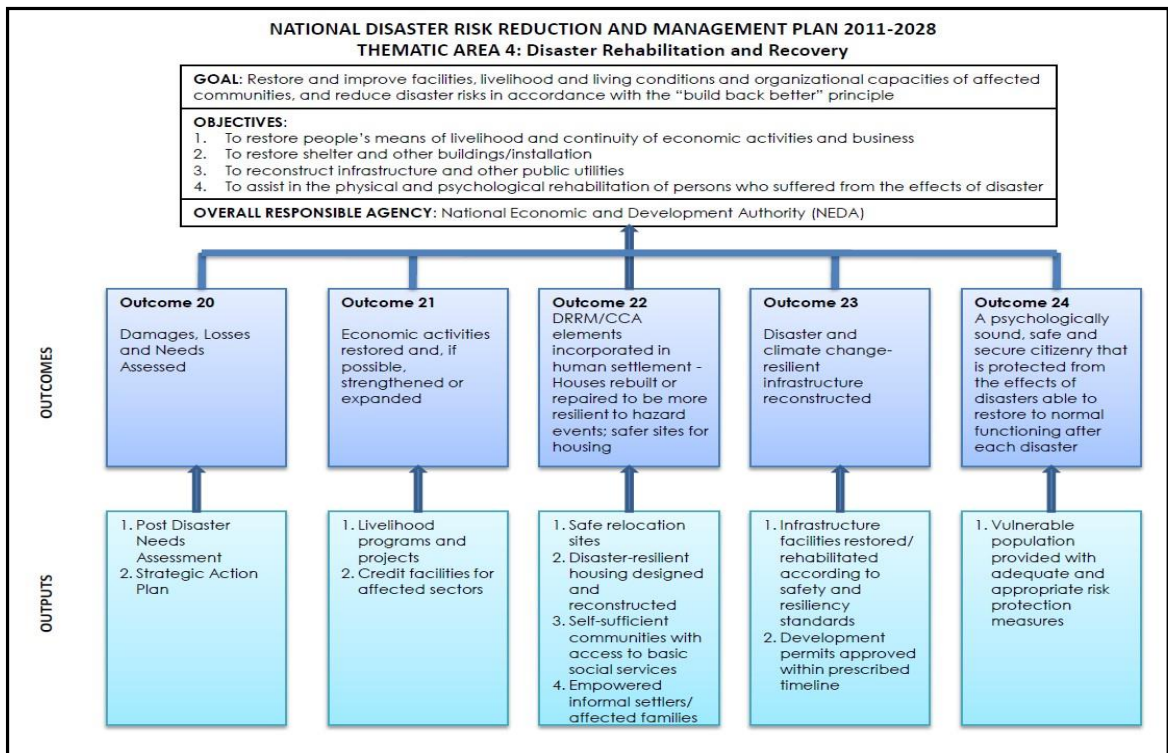 NATIONAL DISASTER RISK REDUCTION AND MANAGEMENT PLAN 2011-2028
THEMATIC AREA 4: Disaster Rehabilitation and Recovery
GOAL: Restore and improve facilities, livelihood and living conditions and organizational capacities of affected
communities, and reduce disaster risks in accordance with the “build back better” principle
OBJECTIVES:
1. To restore people’s means of livelihood and continuity of economic activities and business
2. To restore shelter and other buildings/installation
3. To reconstruct infrastructure and other public utilities
4. To assist in the physical and psychological rehabilitation of persons who suffered from the effects of disaster
OVERALL RESPONSIBLE AGENCY: National Economic and Development Authority (NEDA)
OUTCOMES
Outcome 20
Damages, Losses
and Needs
Assessed
Outcome 21
Economic activities
restored and, if
possible,
strengthened or
expanded
Outcome 22
DRRM/CCA
elements
incorporated in
human settlement -
Houses rebuilt or
repaired to be more
resilient to hazard
events; safer sites for
housing
Outcome 23
Disaster and
climate change-
resilient
infrastructure
reconstructed
Outcome 24
A psychologically
sound, safe and
secure citizenry that
is protected from
the effects of
disasters able to
restore to normal
functioning after
each disaster
OUTPUTS
1. Post Disaster
Needs
Assessment
2. Strategic Action
Plan
1. Livelihood
programs and
projects
2. Credit facilities for
affected sectors
1. Safe relocation
sites
2. Disaster-resilient
housing designed
and
reconstructed
3. Self-sufficient
communities with
access to basic
social services
4. Empowered
informal settlers/
affected families
1. Infrastructure
facilities restored/
rehabilitated
according to
safety and
resiliency
standards
2. Development
permits approved
within prescribed
timeline
1. Vulnerable
population
provided with
adequate and
appropriate risk
protection
measures